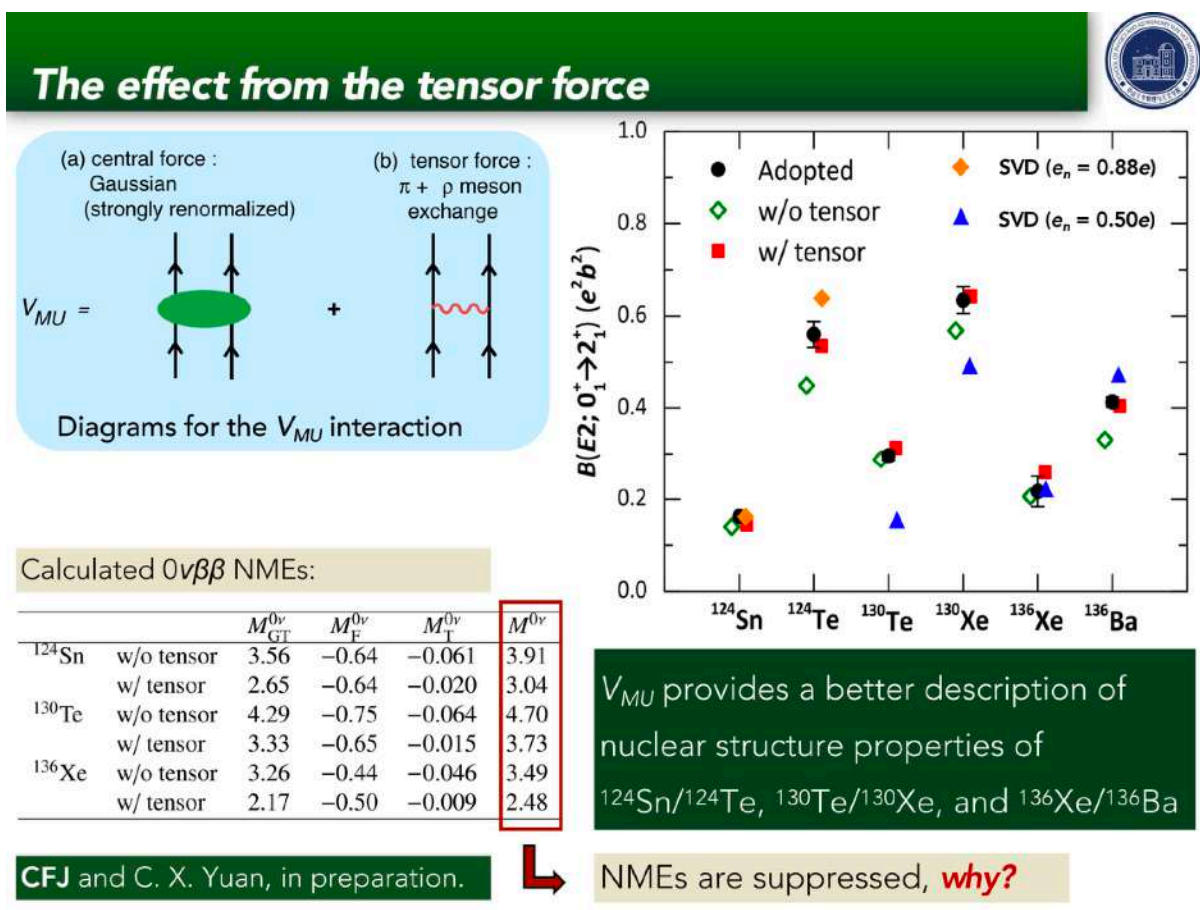 The effect from the tensor force
(a) central force :
Gaussian
(strongly renormalized)
(b) tensor force :
π + ρ meson
exchange
V_MU =
+
Diagrams for the V_MU interaction
1.0
0.8
0.6
0.4
0.2
0.0
B(E2; 0⁺₁→2⁺₁) (e²b²)
Adopted
w/o tensor
w/ tensor
SVD (e_n = 0.88e)
SVD (e_n = 0.50e)
¹²⁴Sn ¹²⁴Te ¹³⁰Te ¹³⁰Xe ¹³⁶Xe ¹³⁶Ba
Calculated 0νββ NMEs:
M⁰ᵛ_GT M⁰ᵛ_F M⁰ᵛ_T M⁰ᵛ
¹²⁴Sn w/o tensor 3.56 −0.64 −0.061 3.91
w/ tensor 2.65 −0.64 −0.020 3.04
¹³⁰Te w/o tensor 4.29 −0.75 −0.064 4.70
w/ tensor 3.33 −0.65 −0.015 3.73
¹³⁶Xe w/o tensor 3.26 −0.44 −0.046 3.49
w/ tensor 2.17 −0.50 −0.009 2.48
V_MU provides a better description of
nuclear structure properties of
¹²⁴Sn/¹²⁴Te, ¹³⁰Te/¹³⁰Xe, and ¹³⁶Xe/¹³⁶Ba
CFJ and C. X. Yuan, in preparation.
NMEs are suppressed, why?